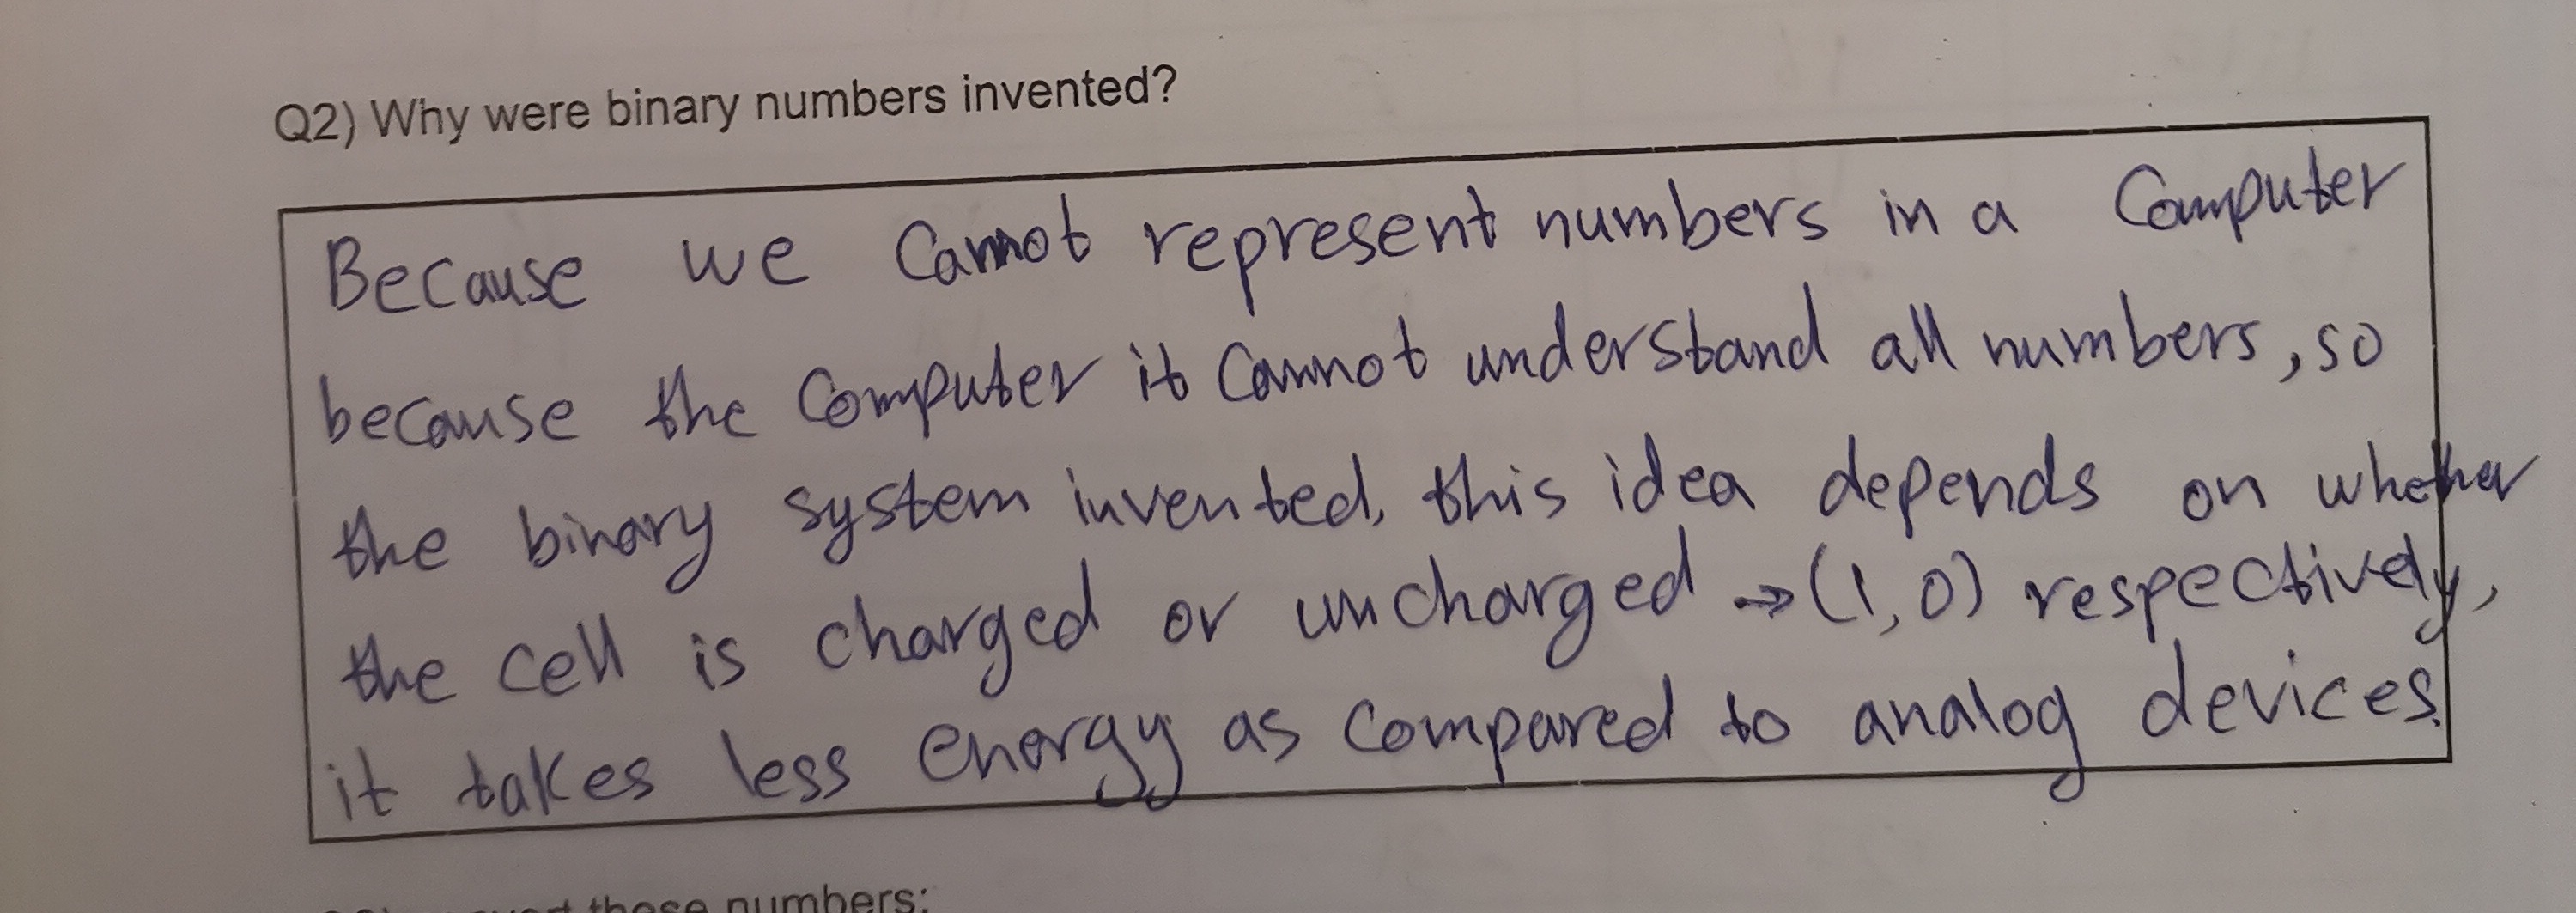 Q2) Why were binary numbers invented?
Because we Cannot represent numbers in a Computer
because the Computer it Cannot understand all numbers, so
the binary system invented, this idea depends on whether
the cell is charged or uncharged → (1,0) respectively,
it takes less energy as compared to analog devices.
these numbers: